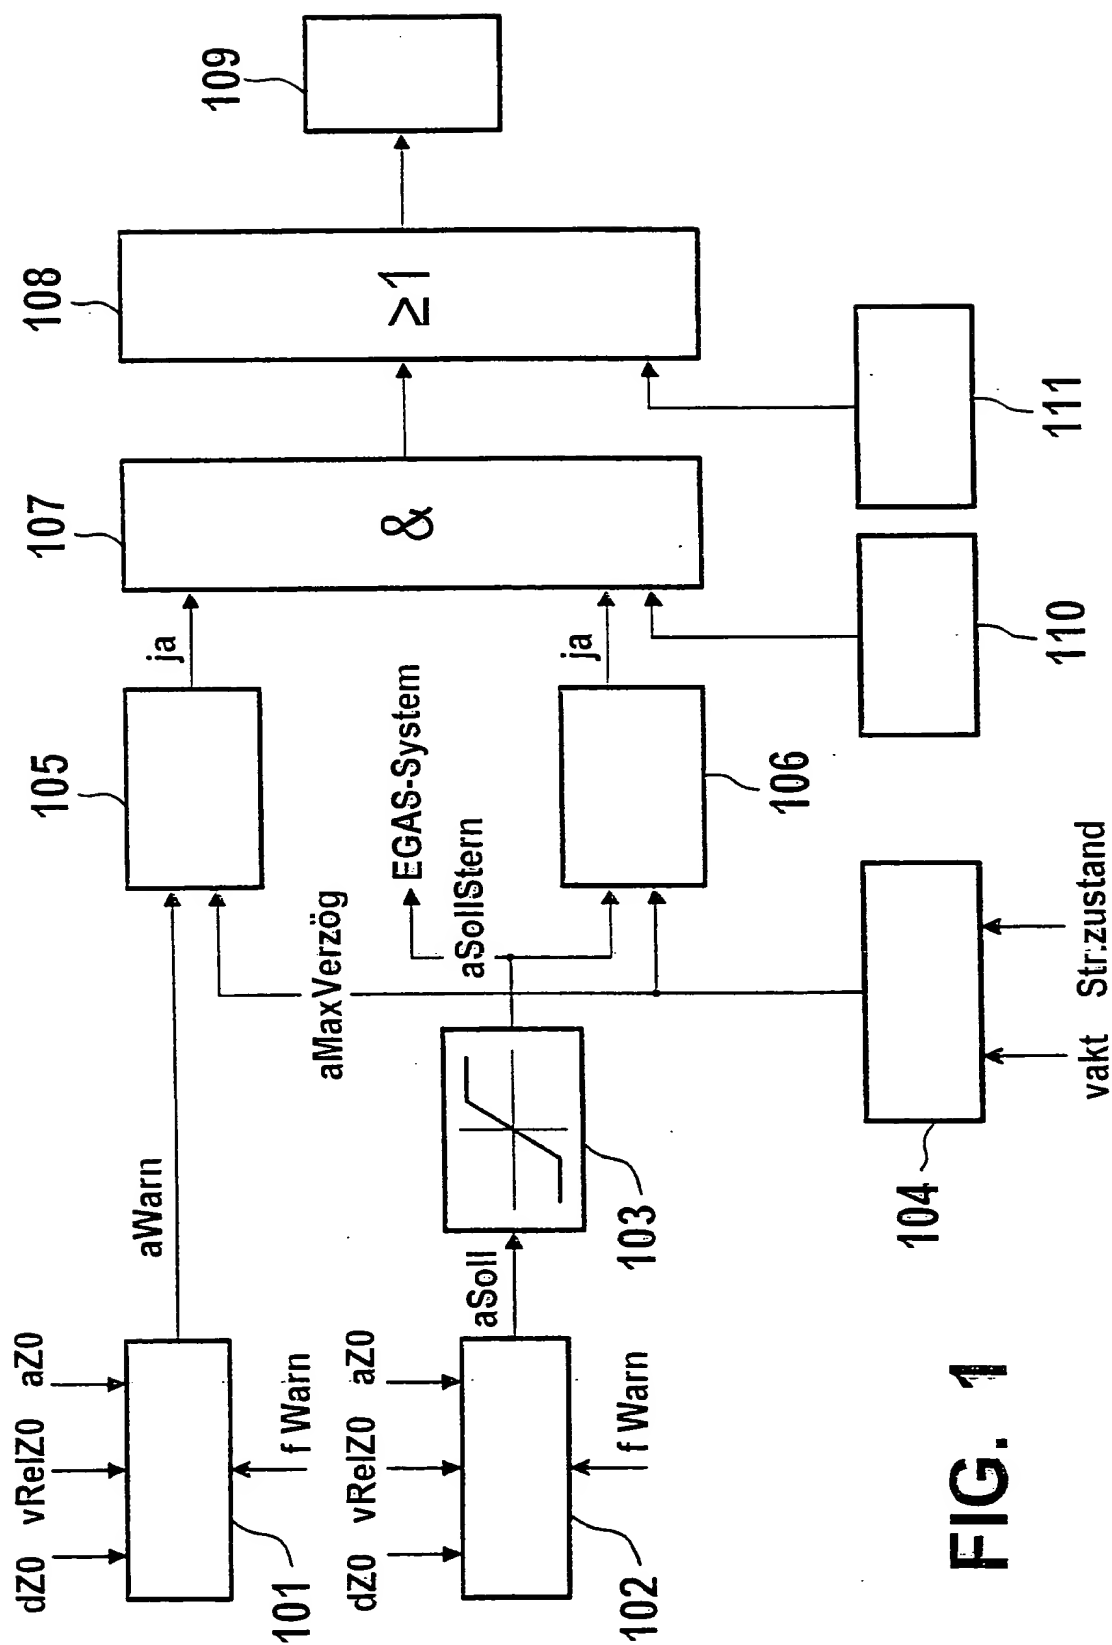 dZ0
vRelZ0
aZ0
101
f Warn
aWarn
dZ0
vRelZ0
aZ0
102
f Warn
aSoll
103
aMaxVerzög
aSollStern
EGAS-System
104
vakt
Str.zustand
105
ja
106
ja
107
&
108
≥1
109
110
111
FIG. 1